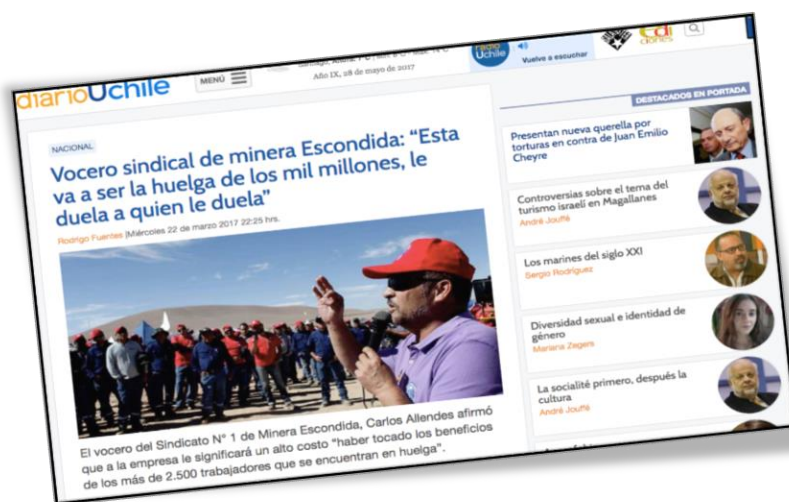 diarioUchile
MENÚ
Año IX, 28 de mayo de 2017
radio
Uchile
Vuelve a escuchar
ediciones
NACIONAL
Vocero sindical de minera Escondida: “Esta
va a ser la huelga de los mil millones, le
duela a quien le duela”
Rodrigo Fuentes |Miércoles 22 de marzo 2017 22:25 hrs.
El vocero del Sindicato N° 1 de Minera Escondida, Carlos Allendes afirmó
que a la empresa le significará un alto costo “haber tocado los beneficios
de los más de 2.500 trabajadores que se encuentran en huelga”.
DESTACADOS EN PORTADA
Presentan nueva querella por
torturas en contra de Juan Emilio
Cheyre
Controversias sobre el tema del
turismo israelí en Magallanes
André Jouffé
Los marines del siglo XXI
Sergio Rodríguez
Diversidad sexual e identidad de
género
Mariana Zegers
La socialité primero, después la
cultura
André Jouffé